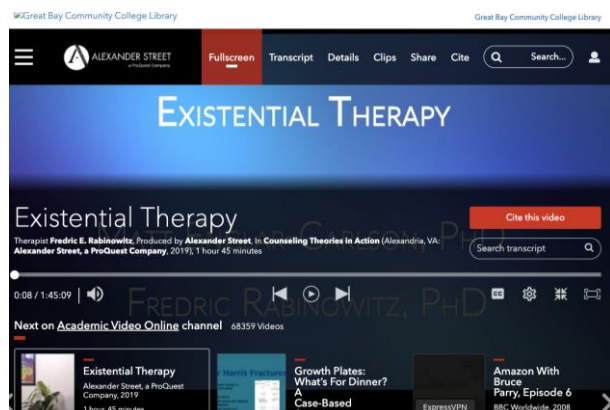 Great Bay Community College Library
Great Bay Community College Library
ALEXANDER STREET
a ProQuest Company
Fullscreen Transcript Details Clips Share Cite Search...
EXISTENTIAL THERAPY
Existential Therapy
Cite this video
Therapist Fredric E. Rabinowitz, Produced by Alexander Street, In Counseling Theories in Action (Alexandria, VA:
Alexander Street, a ProQuest Company, 2019), 1 hour 45 minutes
Search transcript
0:08 / 1:45:09
CC
FREDRIC RABINOWITZ, PHD
Next on Academic Video Online channel 68359 Videos
Existential Therapy
Alexander Street, a ProQuest
Company, 2019
1 hour 45 minutes
Harris Fractures
Growth Plates:
What's For Dinner?
A
Case-Based
ExpressVPN
Amazon With
Bruce
Parry, Episode 6
BBC Worldwide, 2008